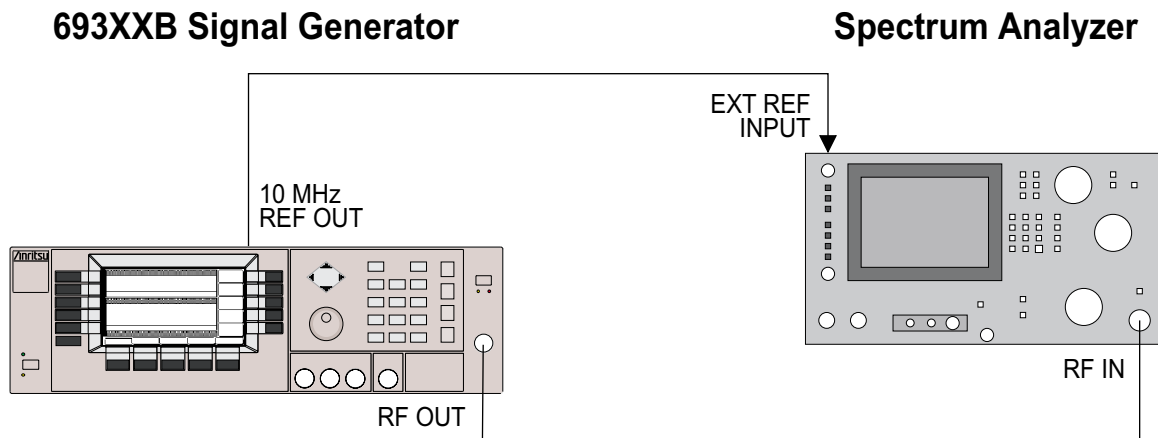 693XXB Signal Generator
Spectrum Analyzer
EXT REF
INPUT
10 MHz
REF OUT
Anritsu
RF IN
RF OUT